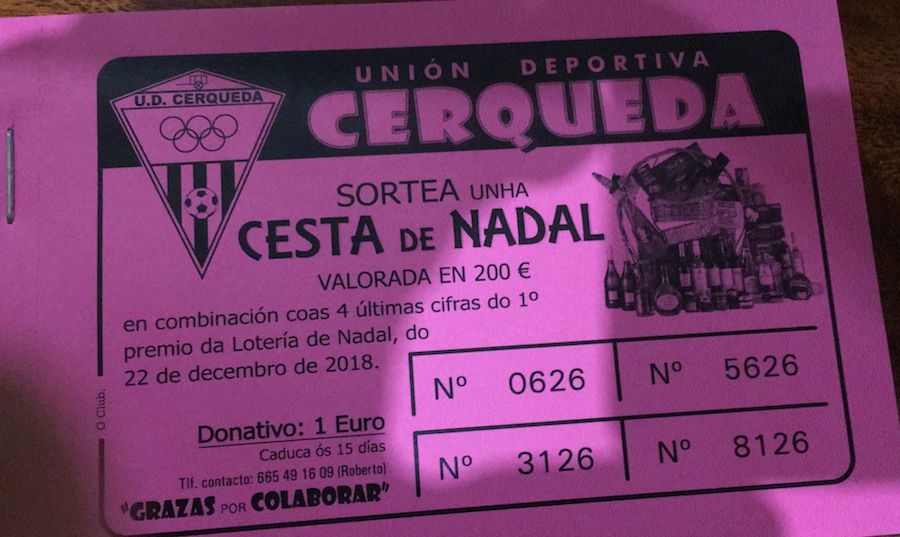 UNIÓN DEPORTIVA
CERQUEDA
U.D. CERQUEDA
SORTEA UNHA
CESTA DE NADAL
VALORADA EN 200 €
en combinación coas 4 últimas cifras do 1º
premio da Lotería de Nadal, do
22 de decembro de 2018.
Nº 0626
Nº 5626
Nº 3126
Nº 8126
Donativo: 1 Euro
Caduca ós 15 días
Tlf. contacto: 665 49 16 09 (Roberto)
"GRAZAS POR COLABORAR"
O Club.